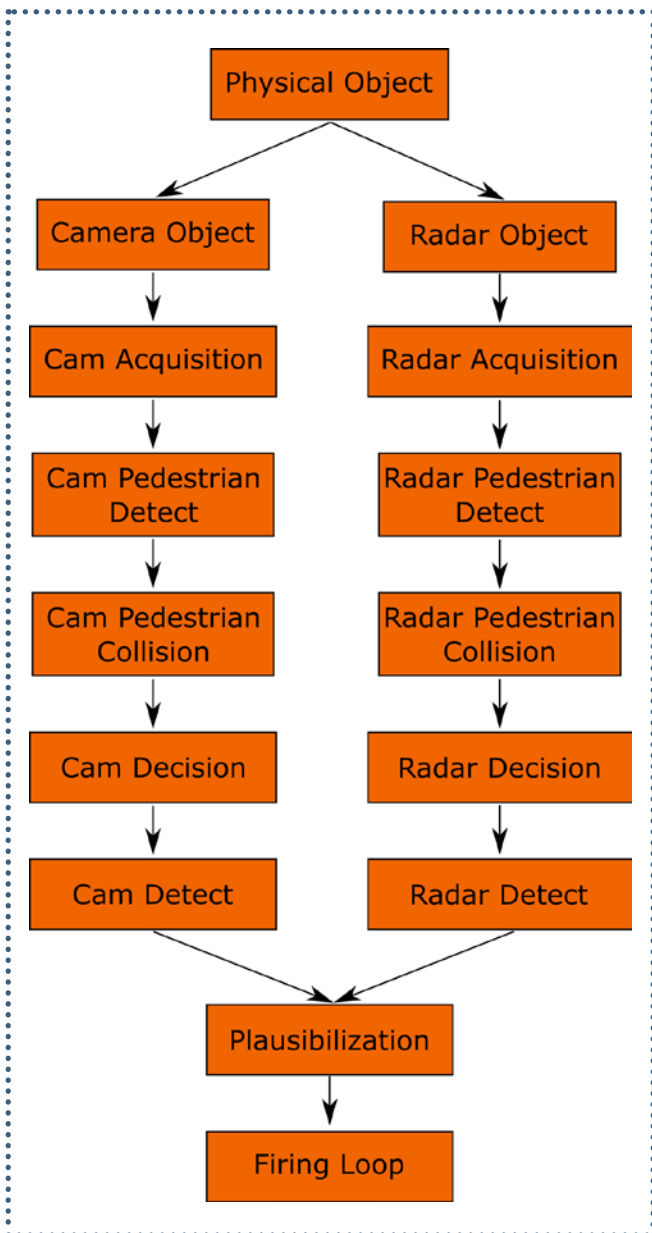 Physical Object
Camera Object
Radar Object
Cam Acquisition
Radar Acquisition
Cam Pedestrian
Detect
Radar Pedestrian
Detect
Cam Pedestrian
Collision
Radar Pedestrian
Collision
Cam Decision
Radar Decision
Cam Detect
Radar Detect
Plausibilization
Firing Loop